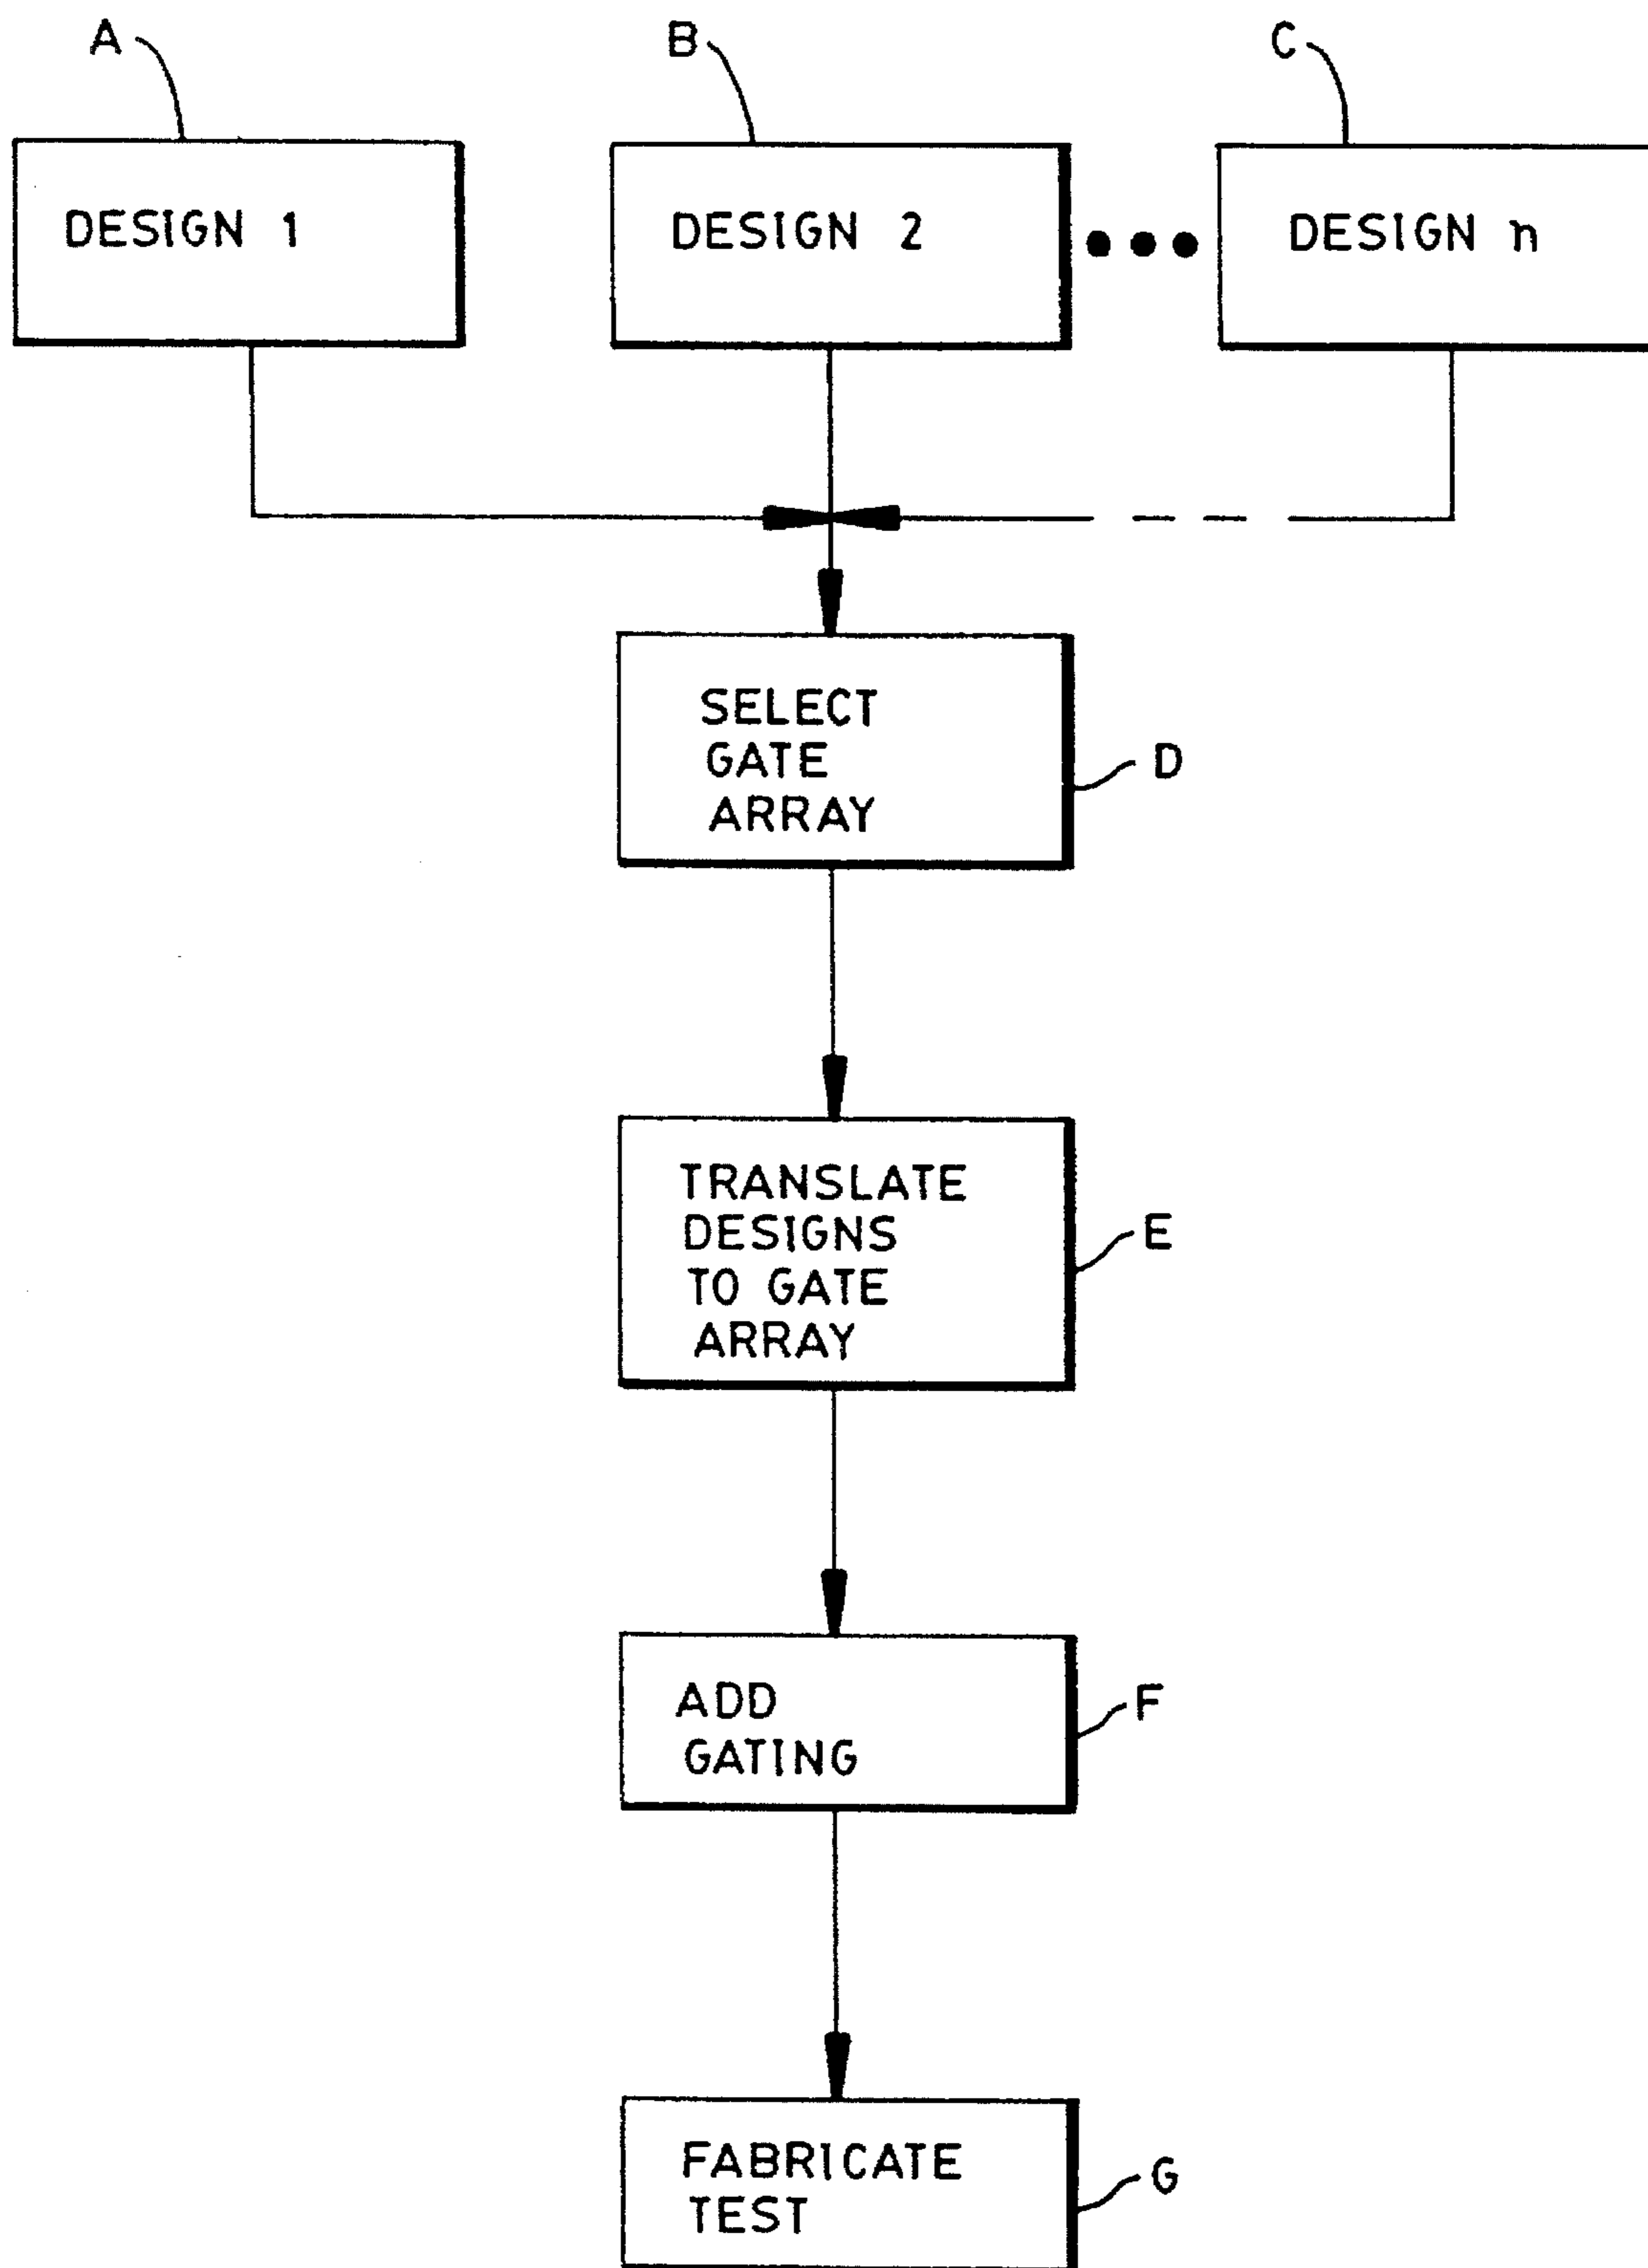 A
B
C
DESIGN 1
DESIGN 2
DESIGN n
SELECT
GATE
ARRAY
D
TRANSLATE
DESIGNS
TO GATE
ARRAY
E
ADD
GATING
F
FABRICATE
TEST
G